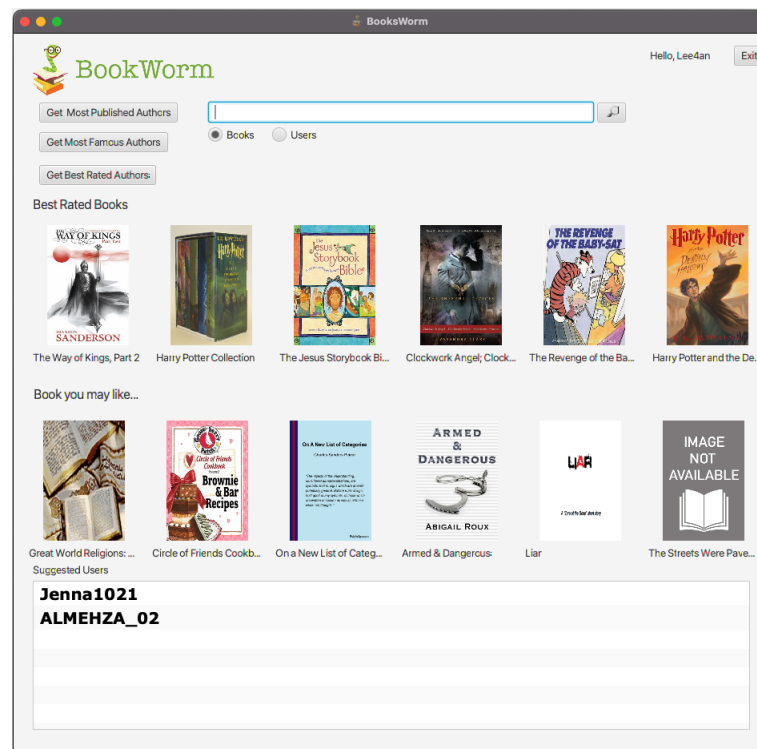 BooksWorm
BookWorm
Hello, Lee4an
Exit
Get Most Published Authors
Get Most Famous Authors
Books
Users
Get Best Rated Authors
Best Rated Books
WAY OF KINGS
SANDERSON
Harry Potter
the Jesus Storybook Bible
THE REVENGE OF THE BABY-SAT
Harry Potter
The Way of Kings, Part 2
Harry Potter Collection
The Jesus Storybook Bi...
Clockwork Angel; Clock...
The Revenge of the Ba...
Harry Potter and the De...
Book you may like...
Circle of Friends Cookbook
Brownie & Bar Recipes
On A New List of Categories
ARMED & DANGEROUS
ABIGAIL ROUX
LIAR
IMAGE NOT AVAILABLE
Great World Religions: ...
Circle of Friends Cookb...
On a New List of Categ...
Armed & Dangerous
Liar
The Streets Were Pave...
Suggested Users
Jenna1021
ALMEHZA_02